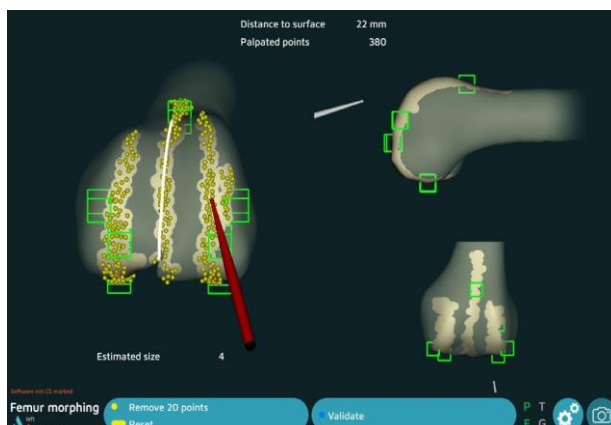 Distance to surface 22 mm
Palpated points 380
Estimated size 4
Software not CE marked
Femur morphing
left
Remove 20 points
Reset
Validate
P T
F G